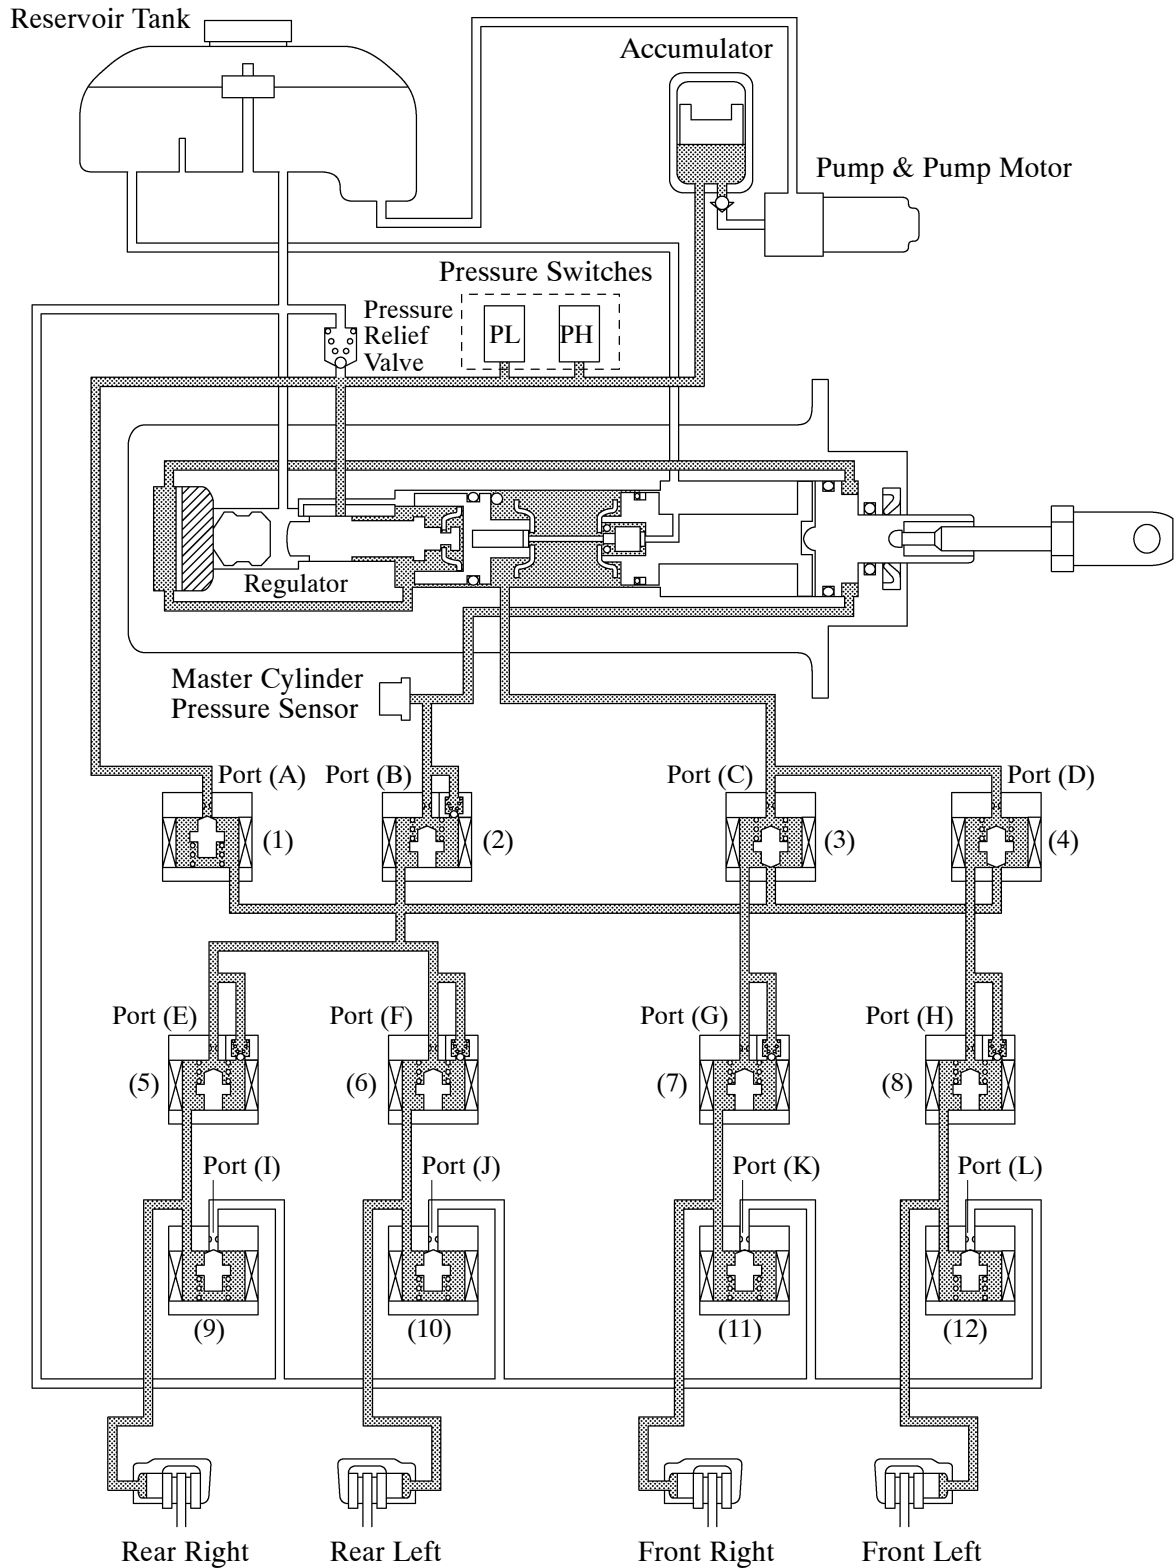 Reservoir Tank
Accumulator
Pump & Pump Motor
Pressure Switches
Pressure
Relief
Valve
PL
PH
Regulator
Master Cylinder
Pressure Sensor
Port (A)
Port (B)
Port (C)
Port (D)
(1)
(2)
(3)
(4)
Port (E)
Port (F)
Port (G)
Port (H)
(5)
(6)
(7)
(8)
Port (I)
Port (J)
Port (K)
Port (L)
(9)
(10)
(11)
(12)
Rear Right
Rear Left
Front Right
Front Left